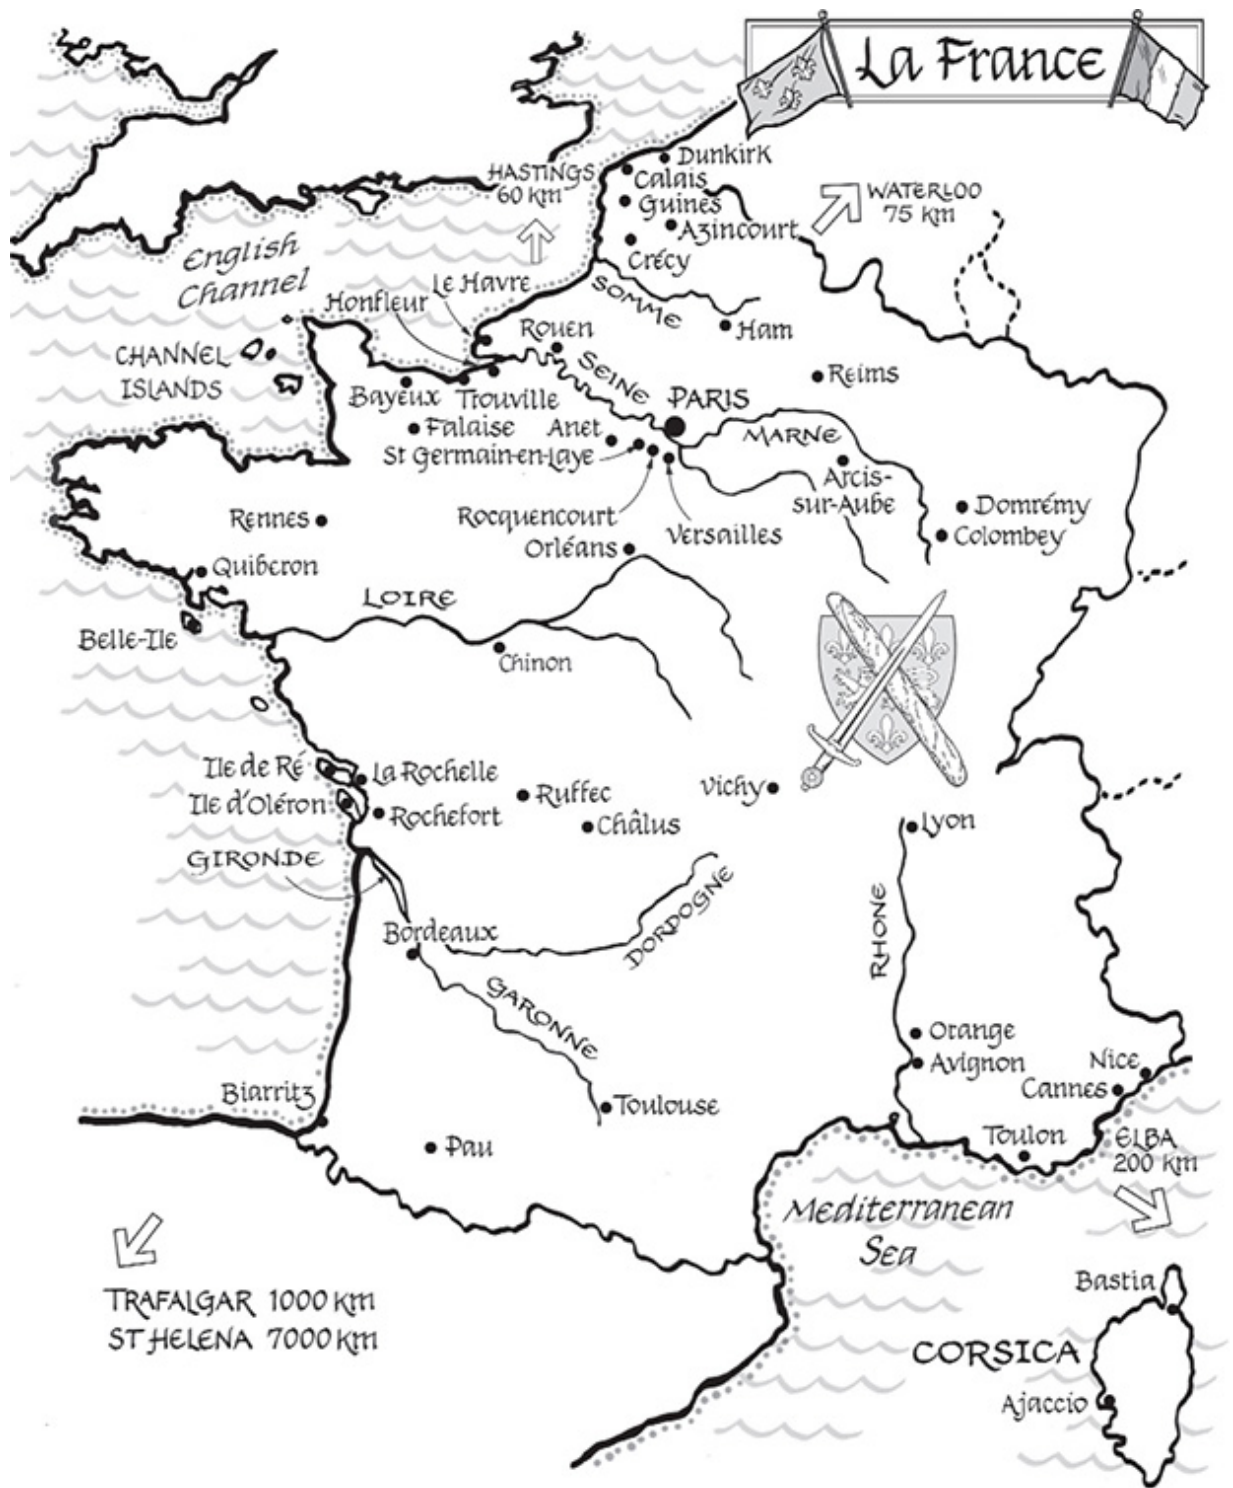 La France
Dunkirk
HASTINGS
60 km
Calais
Guines
WATERLOO
75 km
Azincourt
Crécy
English
Channel
Le Havre
Honfleur
SOMME
Rouen
Ham
CHANNEL
ISLANDS
SEINE
Reims
Bayeux
Trouville
PARIS
Falaise
Anet
MARNE
St Germain-en-Laye
Arcis-
sur-Aube
Rennes
Rocquencourt
Versailles
Domrémy
Colombey
Orléans
Quiberon
LOIRE
Belle-Ile
Chinon
Ile de Ré
La Rochelle
Ile d'Oléron
Rochefort
Ruffec
Châlus
Vichy
Lyon
GIRONDE
DORDOGNE
RHONE
Bordeaux
GARONNE
Orange
Avignon
Nice
Cannes
Biarritz
Toulouse
Pau
Toulon
ELBA
200 km
Mediterranean
Sea
TRAFALGAR 1000 km
ST HELENA 7000 km
Bastia
CORSICA
Ajaccio